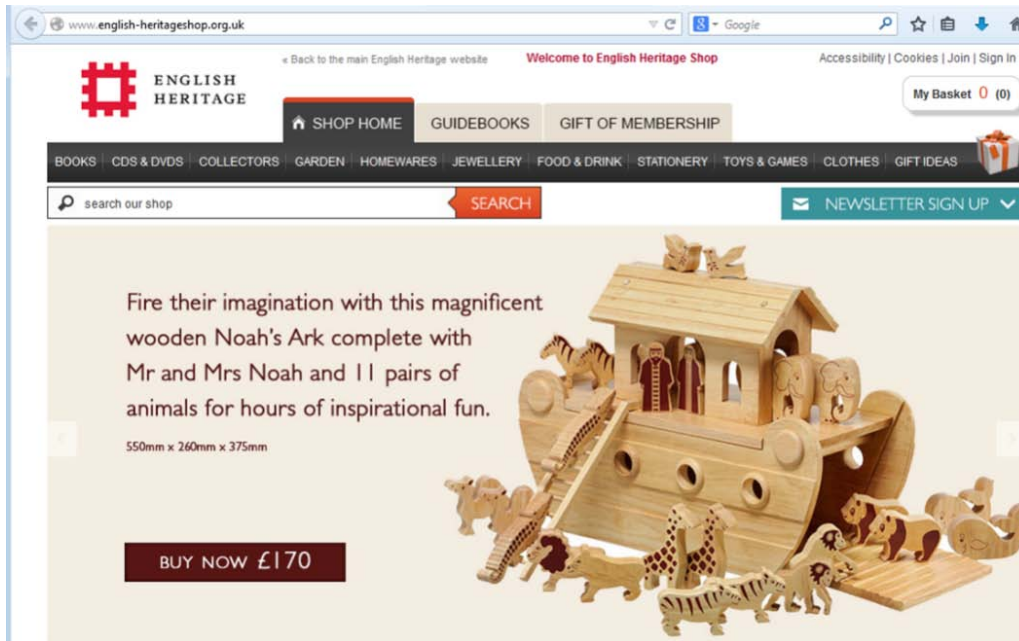 www.english-heritageshop.org.uk
Google
« Back to the main English Heritage website
Welcome to English Heritage Shop
Accessibility | Cookies | Join | Sign In
ENGLISH
HERITAGE
My Basket 0 (0)
SHOP HOME GUIDEBOOKS GIFT OF MEMBERSHIP
BOOKS CDS & DVDS COLLECTORS GARDEN HOMEWARES JEWELLERY FOOD & DRINK STATIONERY TOYS & GAMES CLOTHES GIFT IDEAS
search our shop SEARCH NEWSLETTER SIGN UP
Fire their imagination with this magnificent
wooden Noah's Ark complete with
Mr and Mrs Noah and 11 pairs of
animals for hours of inspirational fun.
550mm x 260mm x 375mm
BUY NOW £170